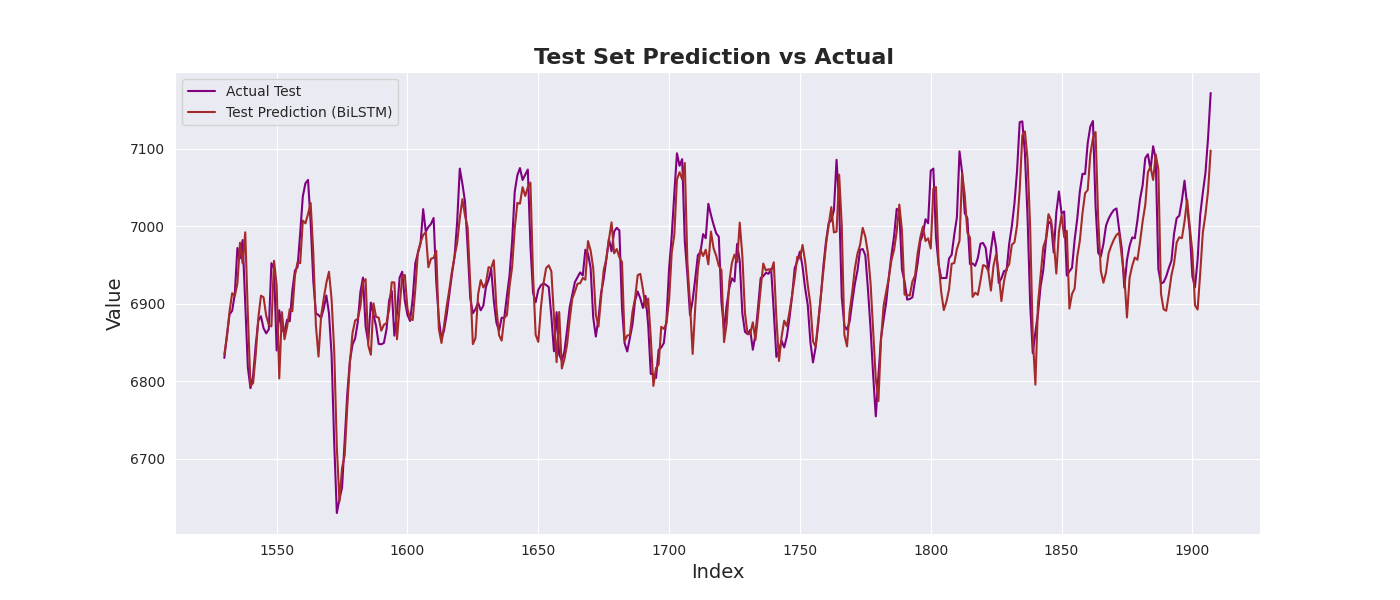 Test Set Prediction vs Actual
Actual Test
Test Prediction (BiLSTM)
Value
7100
7000
6900
6800
6700
1550
1600
1650
1700
1750
1800
1850
1900
Index